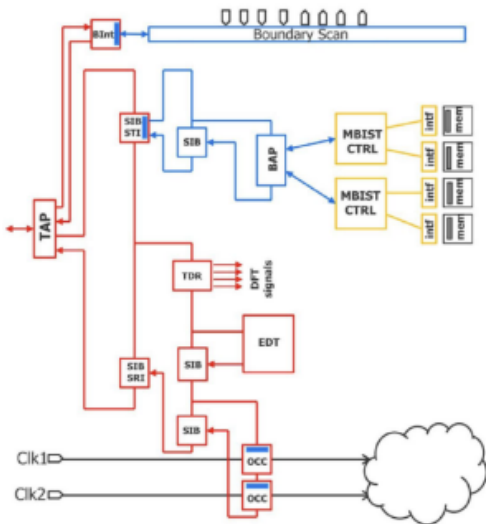 BInt
Boundary Scan
SIB
STI
SIB
BAP
MBIST
CTRL
intf
mem
intf
mem
MBIST
CTRL
intf
mem
intf
mem
TAP
TDR
DFT
signals
EDT
SIB
SIB
SRI
SIB
Clk1
OCC
Clk2
OCC